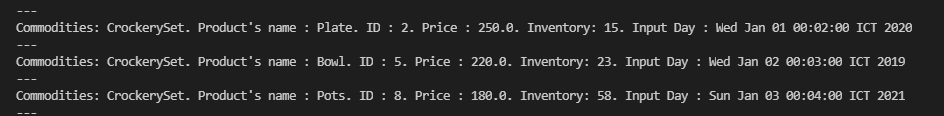 ---
Commodities: CrockerySet. Product's name : Plate. ID : 2. Price : 250.0. Inventory: 15. Input Day : Wed Jan 01 00:02:00 ICT 2020
---
Commodities: CrockerySet. Product's name : Bowl. ID : 5. Price : 220.0. Inventory: 23. Input Day : Wed Jan 02 00:03:00 ICT 2019
---
Commodities: CrockerySet. Product's name : Pots. ID : 8. Price : 180.0. Inventory: 58. Input Day : Sun Jan 03 00:04:00 ICT 2021
---